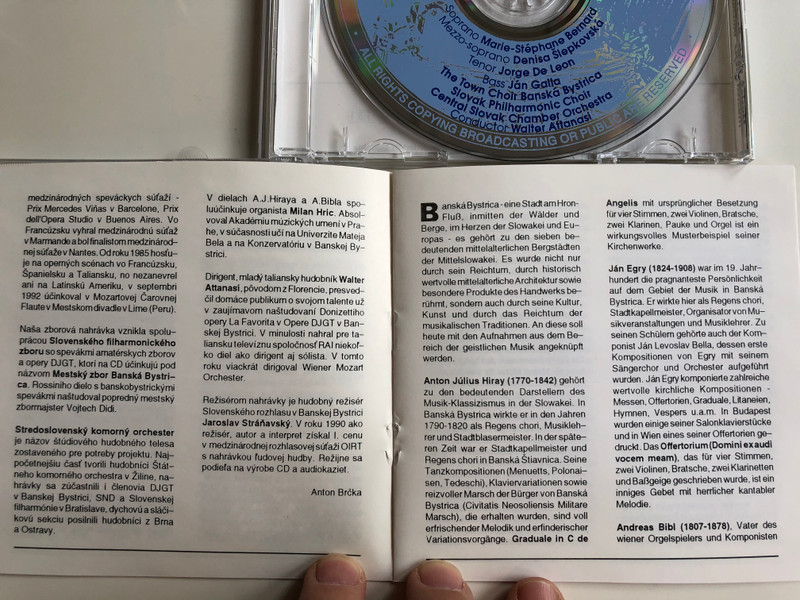 Soprano Marie-Stéphane Bernard
Mezzo-soprano Denisa Šlepkovská
Tenor Jorge De Leon
Bass Ján Galla
The Town Choir Banská Bystrica
Slovak Philharmonic Choir
Central Slovak Chamber Orchestra
Conductor Walter Attanasi
ALL RIGHTS COPYING BROADCASTING OR PUBLIC RESERVED
medzinárodných speváckych súťaží -
Prix Mercedes Viňas v Barcelone, Prix
dell'Opera Studio v Buenos Aires. Vo
Francúzsku vyhral medzinárodnú súťaž
v Marmande a bol finalistom medzinárod-
nej súťaže v Nantes. Od roku 1985 hosťu-
je na operných scénach vo Francúzsku,
Španielsku a Taliansku, no nezanevrel
ani na Latinskú Ameriku, v septembri
1992 účinkoval v Mozartovej Čarovnej
Flaute v Mestskom divadle v Lime (Peru).
Naša zborová nahrávka vznikla spolu-
prácou Slovenského filharmonického
zboru so spevákmi amatérskych zborov
a opery DJGT, ktorí na CD účinkujú pod
názvom Mestský zbor Banská Bystri-
ca. Rossiniho dielo s banskobystrickými
spevákmi naštudoval popredný mestský
zbormajster Vojtech Didi.
Stredoslovenský komorný orchester
je názov štúdiového hudobného telesa
zostaveného pre potreby projektu. Naj-
početnejšiu časť tvorili hudobníci Štát-
neho komorného orchestra v Žiline, na-
hrávky sa zúčastnili i členovia DJGT
v Banskej Bystrici, SND a Slovenskej
filharmónie v Bratislave, dychovú a sláči-
kovú sekciu posilnili hudobníci z Brna
a Ostravy.
V dielach A.J.Hiraya a A.Bibla spo-
luúčinkuje organista Milan Hric. Absol-
voval Akadémiu múzických umení v Pra-
he, v súčasnosti učí na Univerzite Mateja
Bela a na Konzervatóriu v Banskej By-
strici.
Dirigent, mladý taliansky hudobník Walter
Attanasi, pôvodom z Florencie, presved-
čil domáce publikum o svojom talente už
v zaujímavom naštudovaní Donizettiho
opery La Favorita v Opere DJGT v Ban-
skej Bystrici. V minulosti nahral pre ta-
liansku televíznu spoločnosť RAI niekoľ-
ko diel ako dirigent aj sólista. V tomto
roku viackrát dirigoval Wiener Mozart
Orchester.
Režisérom nahrávky je hudobný režisér
Slovenského rozhlasu v Banskej Bystrici
Jaroslav Stráňavský. V roku 1990 ako
režisér, autor a interpret získal I. cenu
v medzinárodnej rozhlasovej súťaži OIRT
s nahrávkou ľudovej hudby. Režijne sa
podieľa na výrobe CD a audiokaziet.
Anton Brčka
Banská Bystrica - eine Stadt am Hron-
Fluß, inmitten der Wälder und
Berge, im Herzen der Slowakei und Eu-
ropas - es gehört zu den sieben be-
deutenden mittelalterlichen Bergstädten
der Mittelslowakei. Es wurde nicht nur
durch sein Reichtum, durch historisch
wertvolle mittelalterliche Architektur sowie
besondere Produkte des Handwerks be-
rühmt, sondern auch durch seine Kultur,
Kunst und durch das Reichtum der
musikalischen Traditionen. An diese soll
heute mit den Aufnahmen aus dem Be-
reich der geistlichen Musik angeknüpft
werden.
Anton Július Hiray (1770-1842) gehört
zu den bedeutenden Darstellern des
Musik-Klassizismus in der Slowakei. In
Banská Bystrica wirkte er in den Jahren
1790-1820 als Regens chori, Musikleh-
rer und Stadtblasermeister. In der späte-
ren Zeit war er Stadtkapellmeister und
Regens chori in Banská Štiavnica. Seine
Tanzkompositionen (Menuetts, Polonai-
sen, Tedeschi), Klaviervariationen sowie
reizvoller Marsch der Bürger von Banská
Bystrica (Civitatis Neosoliensis Militare
Marsch), die erhalten wurden, sind voll
erfrischender Melodik und erfinderischer
Variationsvorgänge. Graduale in C de
Angelis mit ursprünglicher Besetzung
für vier Stimmen, zwei Violinen, Bratsche,
zwei Klarinen, Pauke und Orgel ist ein
wirkungsvolles Musterbeispiel seiner
Kirchenwerke.
Ján Egry (1824-1908) war im 19. Jahr-
hundert die pragnanteste Persönlichkeit
auf dem Gebiet der Musik in Banská
Bystrica. Er wirkte hier als Regens chori,
Stadtkapellmeister, Organisator von Mu-
sikveranstaltungen und Musiklehrer. Zu
seinen Schülern gehörte auch der Kom-
ponist Ján Levoslav Bella, dessen erste
Kompositionen von Egry mit seinem
Sängerchor und Orchester aufgeführt
wurden. Ján Egry komponierte zahlreiche
wertvolle kirchliche Kompositionen -
Messen, Offertorien, Graduale, Litaneien,
Hymnen, Vespers u.a.m. In Budapest
wurden einige seiner Salonklavierstücke
und in Wien eines seiner Offertorien ge-
druckt. Das Offertorium (Domini exaudi
vocem meam), das für vier Stimmen,
zwei Violinen, Bratsche, zwei Klarinetten
und Baßgeige geschrieben wurde, ist ein
inniges Gebet mit herrlicher kantabler
Melodie.
Andreas Bibl (1807-1878), Vater des
wiener Orgelspielers und Komponisten